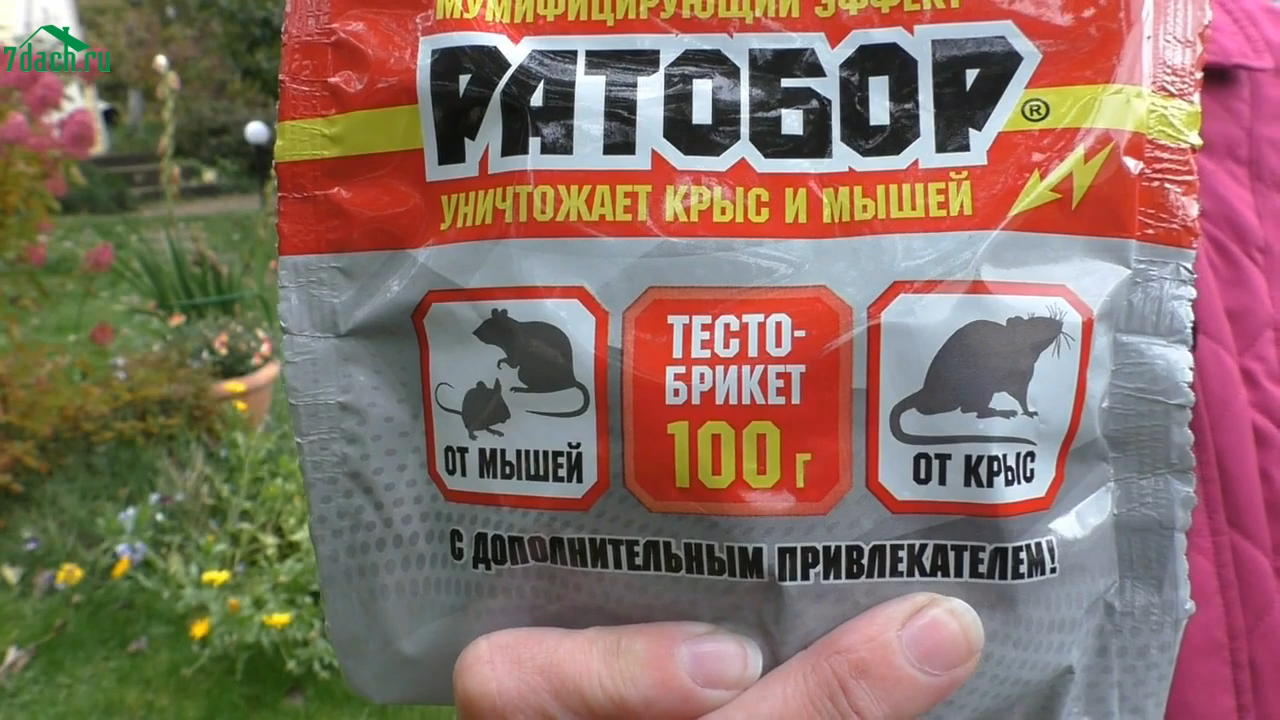 МУМИФИЦИРУЮЩИЙ ЭФФЕКТ
7dach.ru
РАТОБОР®
УНИЧТОЖАЕТ КРЫС И МЫШЕЙ
ТЕСТО-
БРИКЕТ
100 г
ОТ МЫШЕЙ
ОТ КРЫС
С ДОПОЛНИТЕЛЬНЫМ ПРИВЛЕКАТЕЛЕМ!